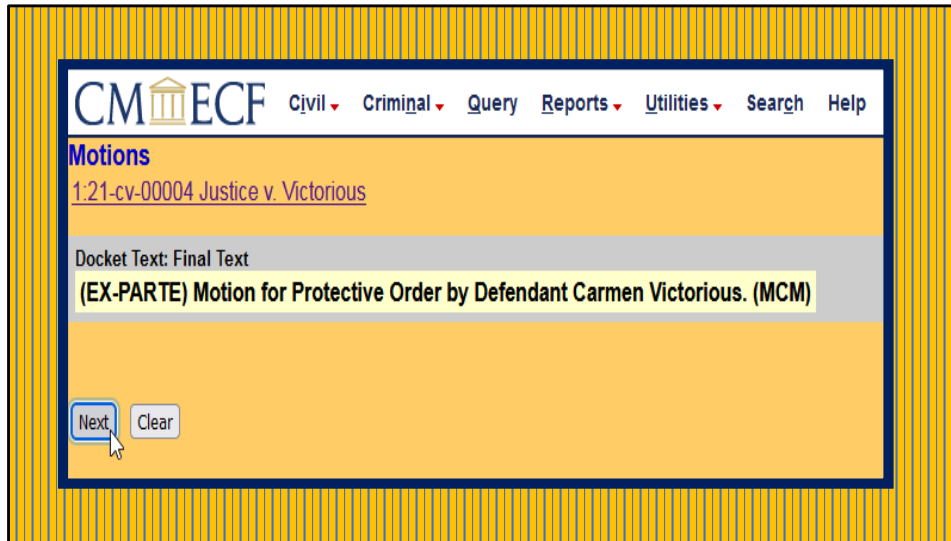 CM ECF Civil Criminal Query Reports Utilities Search Help
Motions
1:21-cv-00004 Justice v. Victorious
Docket Text: Final Text
(EX-PARTE) Motion for Protective Order by Defendant Carmen Victorious. (MCM)
Next Clear